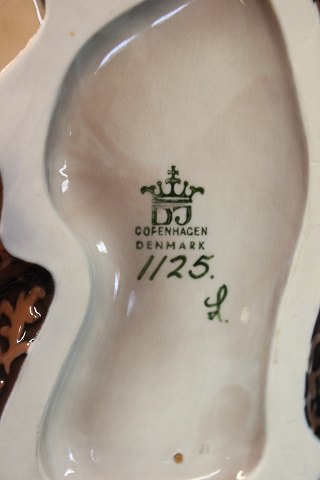 DJ
COPENHAGEN
DENMARK
1125.
L.